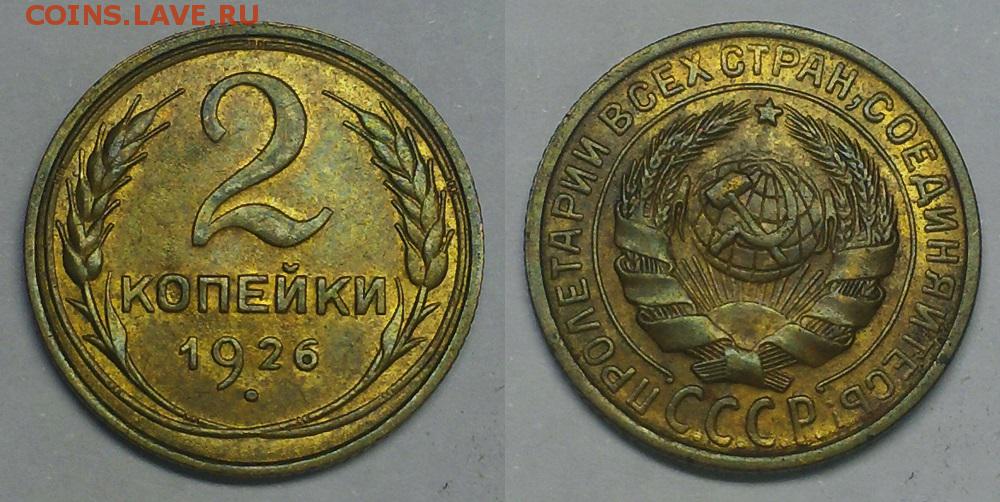 COINS.LAVE.RU
2
КОПЕЙКИ
1926
ПРОЛЕТАРИИ ВСЕХ СТРАН, СОЕДИНЯЙТЕСЬ!
СССР